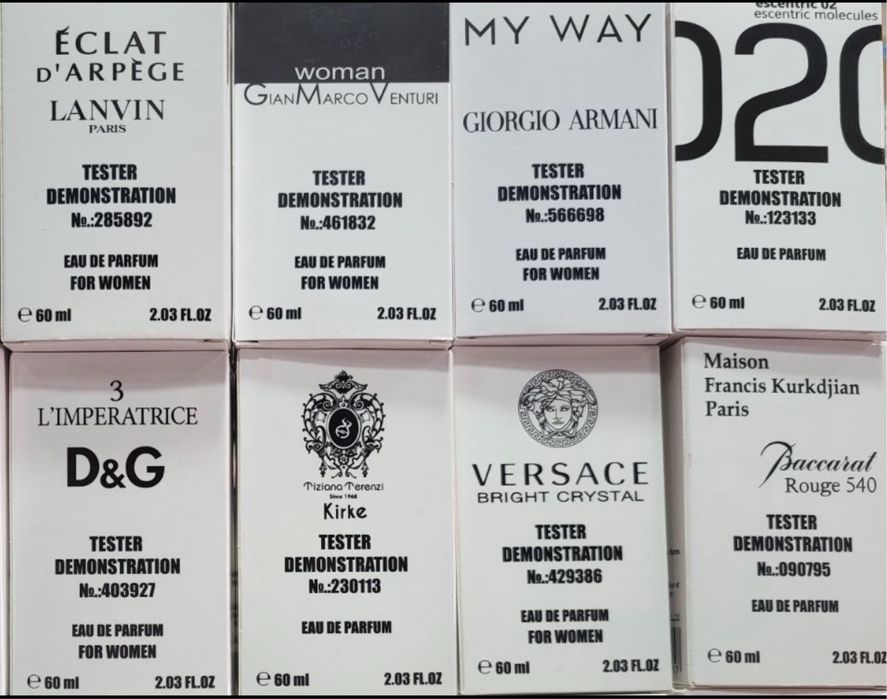 ÉCLAT
D'ARPÈGE
LANVIN
PARIS
TESTER
DEMONSTRATION
№.:285892
EAU DE PARFUM
FOR WOMEN
℮ 60 ml 2.03 FL.OZ
woman
GIANMARCO VENTURI
TESTER
DEMONSTRATION
№.:461832
EAU DE PARFUM
FOR WOMEN
℮ 60 ml 2.03 FL.OZ
MY WAY
GIORGIO ARMANI
TESTER
DEMONSTRATION
№.:566698
EAU DE PARFUM
FOR WOMEN
℮ 60 ml 2.03 FL.OZ
escentric 02
escentric molecules
020
TESTER
DEMONSTRATION
№.:123133
EAU DE PARFUM
℮ 60 ml 2.03 FL.OZ
3
L'IMPERATRICE
D&G
TESTER
DEMONSTRATION
№.:403927
EAU DE PARFUM
FOR WOMEN
℮ 60 ml 2.03 FL.OZ
Tiziana Terenzi
Since 1968
Kirke
TESTER
DEMONSTRATION
№.:230113
EAU DE PARFUM
℮ 60 ml 2.03 FL.OZ
VERSACE
BRIGHT CRYSTAL
TESTER
DEMONSTRATION
№.:429386
EAU DE PARFUM
FOR WOMEN
℮ 60 ml 2.03 FL.OZ
Maison
Francis Kurkdjian
Paris
Baccarat
Rouge 540
TESTER
DEMONSTRATION
№.:090795
EAU DE PARFUM
℮ 60 ml 2.03 FL.OZ